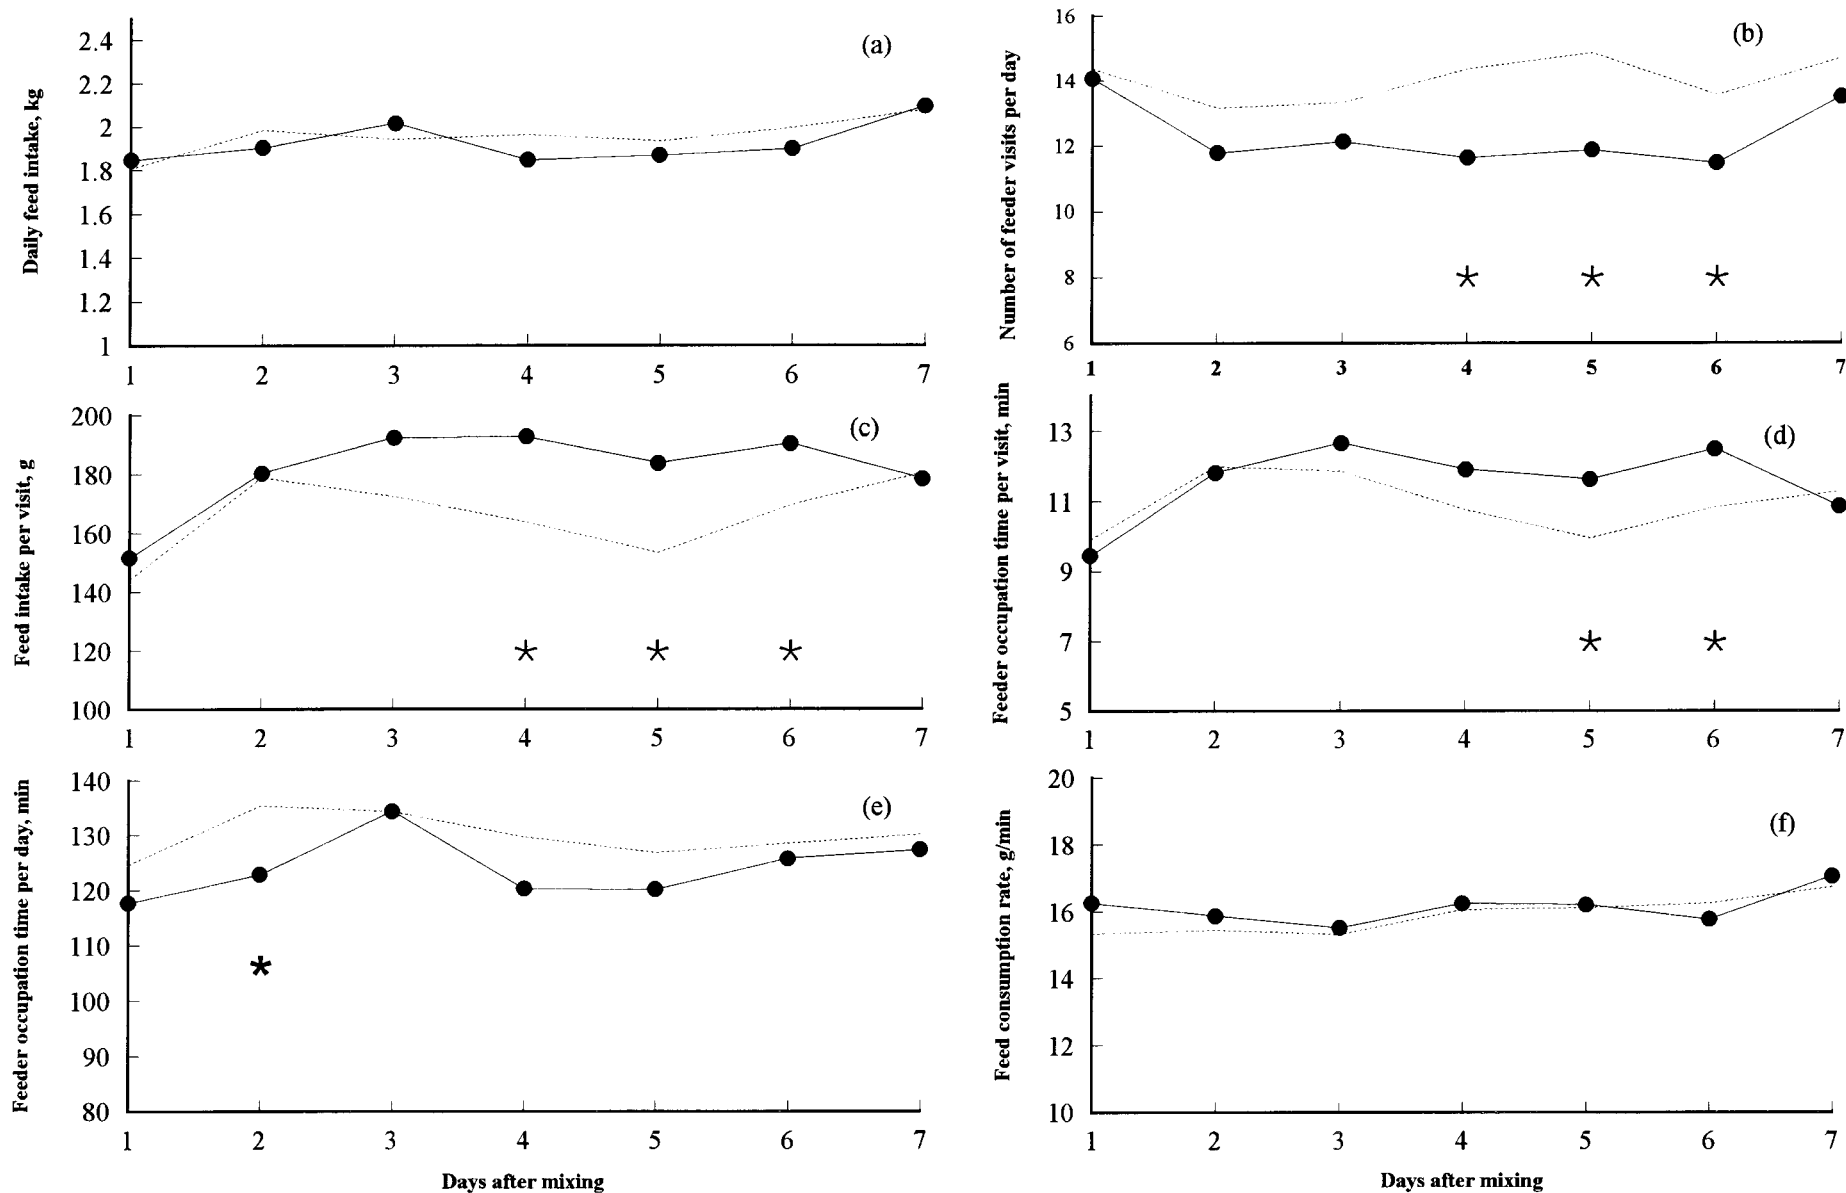 (a)
Daily feed intake, kg
2.4
2.2
2
1.8
1.6
1.4
1.2
1
1 2 3 4 5 6 7
(b)
Number of feeder visits per day
16
14
12
10
8
6
* * *
1 2 3 4 5 6 7
(c)
Feed intake per visit, g
200
180
160
140
120
100
* * *
1 2 3 4 5 6 7
(d)
Feeder occupation time per visit, min
13
11
9
7
5
* *
1 2 3 4 5 6 7
(e)
Feeder occupation time per day, min
140
130
120
110
100
90
80
*
1 2 3 4 5 6 7
Days after mixing
(f)
Feed consumption rate, g/min
20
18
16
14
12
10
1 2 3 4 5 6 7
Days after mixing